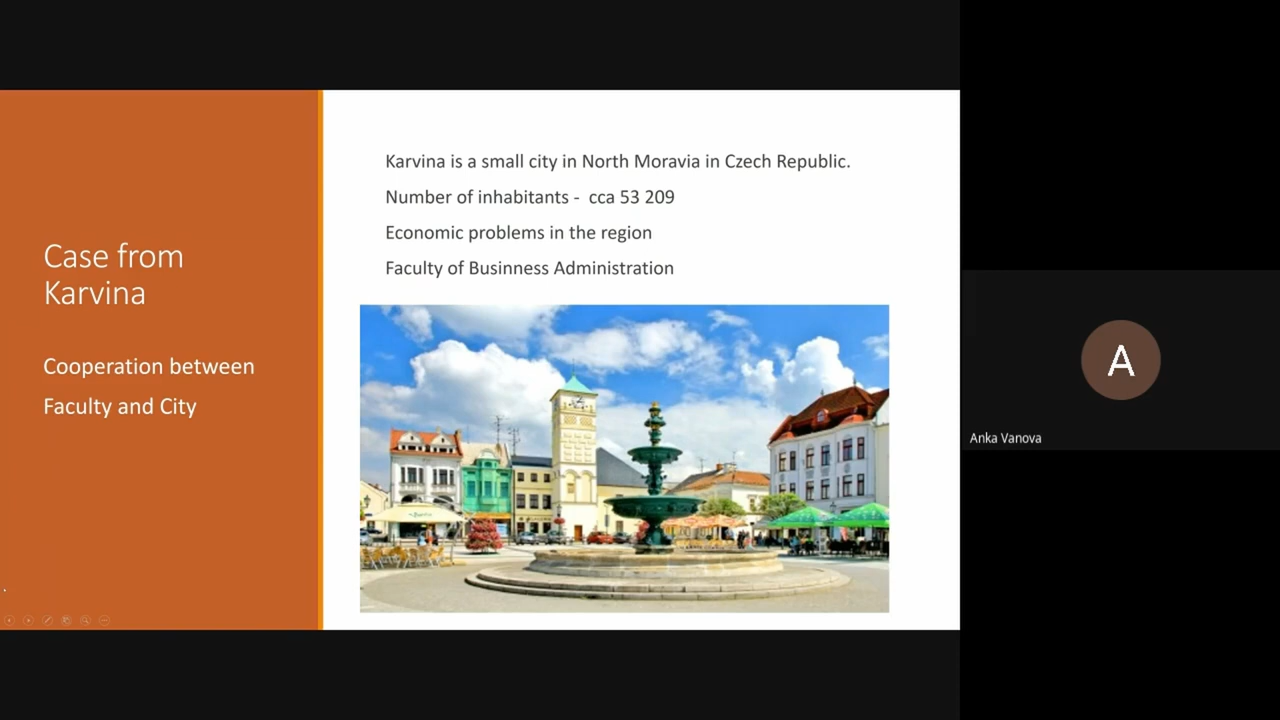 Case from
Karvina
Cooperation between
Faculty and City
Karvina is a small city in North Moravia in Czech Republic.
Number of inhabitants - cca 53 209
Economic problems in the region
Faculty of Businness Administration
A
Anka Vanova